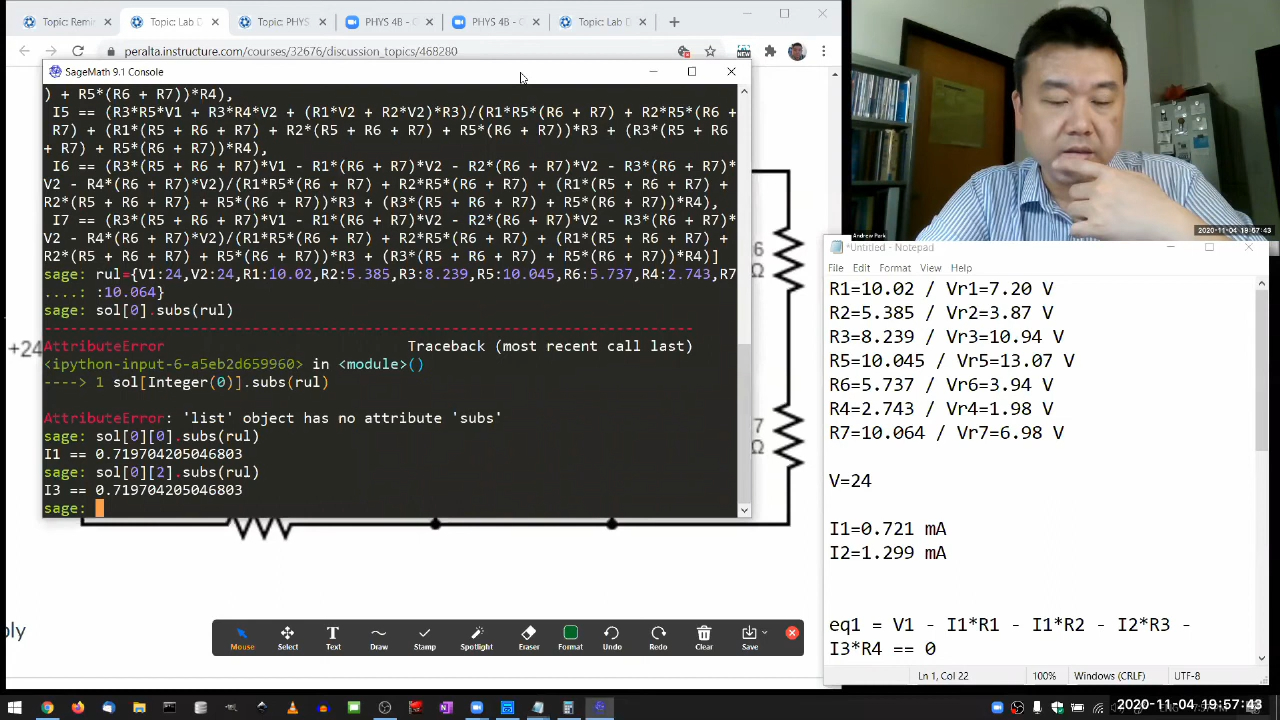 Topic: Remi
Topic: Lab D
Topic: PHYS
PHYS 4B - G
PHYS 4B - G
Topic: Lab D
peralta.instructure.com/courses/32676/discussion_topics/468280
NEW
SageMath 9.1 Console
) + R5*(R6 + R7))*R4),
I5 == (R3*R5*V1 + R3*R4*V2 + (R1*V2 + R2*V2)*R3)/(R1*R5*(R6 + R7) + R2*R5*(R6 +
R7) + (R1*(R5 + R6 + R7) + R2*(R5 + R6 + R7) + R5*(R6 + R7))*R3 + (R3*(R5 + R6
+ R7) + R5*(R6 + R7))*R4),
I6 == (R3*(R5 + R6 + R7)*V1 - R1*(R6 + R7)*V2 - R2*(R6 + R7)*V2 - R3*(R6 + R7)*
V2 - R4*(R6 + R7)*V2)/(R1*R5*(R6 + R7) + R2*R5*(R6 + R7) + (R1*(R5 + R6 + R7) +
R2*(R5 + R6 + R7) + R5*(R6 + R7))*R3 + (R3*(R5 + R6 + R7) + R5*(R6 + R7))*R4),
I7 == (R3*(R5 + R6 + R7)*V1 - R1*(R6 + R7)*V2 - R2*(R6 + R7)*V2 - R3*(R6 + R7)*
V2 - R4*(R6 + R7)*V2)/(R1*R5*(R6 + R7) + R2*R5*(R6 + R7) + (R1*(R5 + R6 + R7) +
R2*(R5 + R6 + R7) + R5*(R6 + R7))*R3 + (R3*(R5 + R6 + R7) + R5*(R6 + R7))*R4)]
sage: rul={V1:24,V2:24,R1:10.02,R2:5.385,R3:8.239,R5:10.045,R6:5.737,R4:2.743,R7
....: :10.064}
sage: sol[0].subs(rul)
---------------------------------------------------------------------------
AttributeError Traceback (most recent call last)
<ipython-input-6-a5eb2d659960> in <module>()
----> 1 sol[Integer(0)].subs(rul)
AttributeError: 'list' object has no attribute 'subs'
sage: sol[0][0].subs(rul)
I1 == 0.719704205046803
sage: sol[0][2].subs(rul)
I3 == 0.719704205046803
sage:
+24
6
Ω
7
Ω
ply
Mouse
Select
Text
Draw
Stamp
Spotlight
Eraser
Format
Undo
Redo
Clear
Save
Andrew Park
2020-11-04 19:57:43
*Untitled - Notepad
File Edit Format View Help
R1=10.02 / Vr1=7.20 V
R2=5.385 / Vr2=3.87 V
R3=8.239 / Vr3=10.94 V
R5=10.045 / Vr5=13.07 V
R6=5.737 / Vr6=3.94 V
R4=2.743 / Vr4=1.98 V
R7=10.064 / Vr7=6.98 V
V=24
I1=0.721 mA
I2=1.299 mA
eq1 = V1 - I1*R1 - I1*R2 - I2*R3 -
I3*R4 == 0
Ln 1, Col 22
100%
Windows (CRLF)
UTF-8
2020-11-04 19:57:43